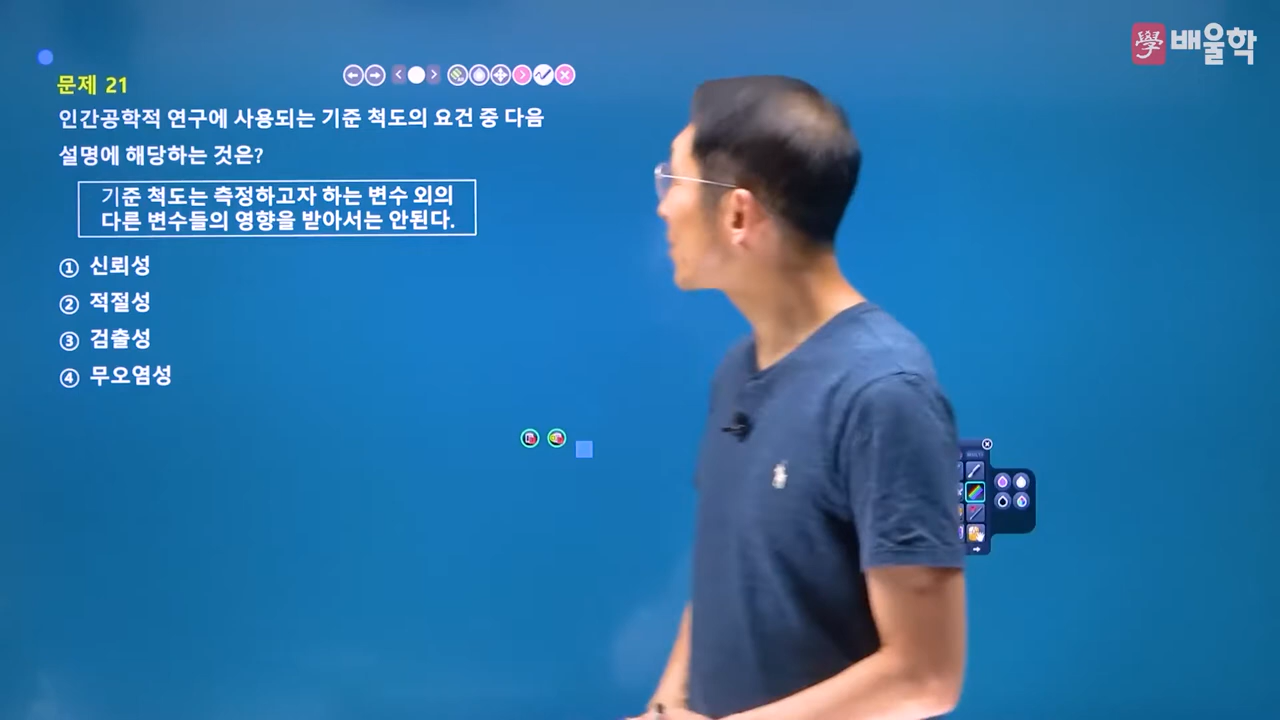 學 배울학
문제 21
인간공학적 연구에 사용되는 기준 척도의 요건 중 다음
설명에 해당하는 것은?
기준 척도는 측정하고자 하는 변수 외의
다른 변수들의 영향을 받아서는 안된다.
① 신뢰성
② 적절성
③ 검출성
④ 무오염성